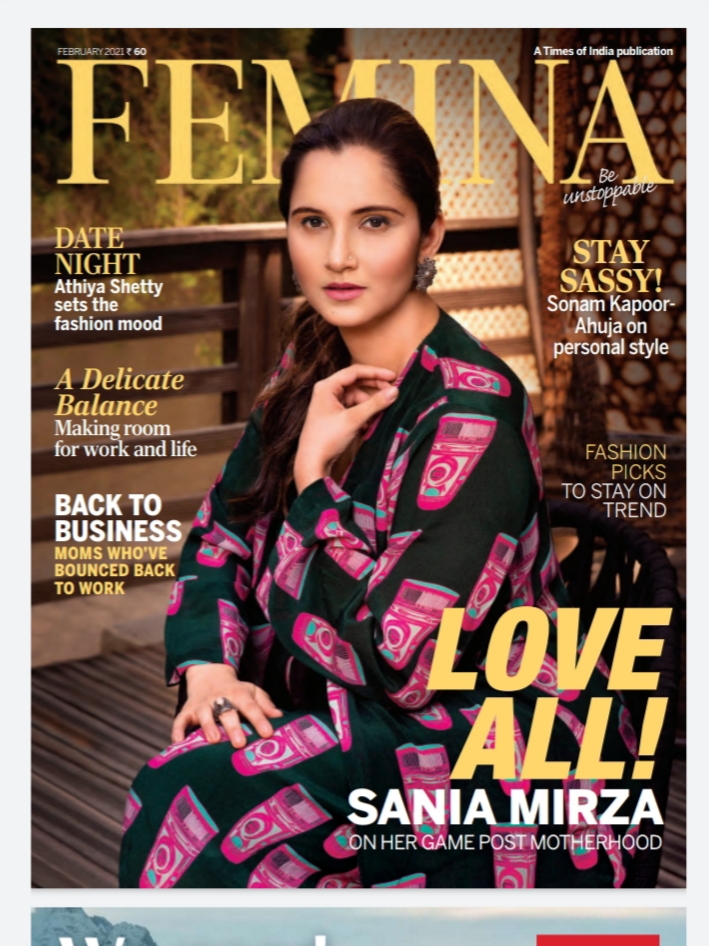 FEBRUARY 2021 ₹ 60
A Times of India publication
FEMINA
Be
unstoppable
DATE
NIGHT
Athiya Shetty
sets the
fashion mood
STAY
SASSY!
Sonam Kapoor-
Ahuja on
personal style
A Delicate
Balance
Making room
for work and life
FASHION
PICKS
TO STAY ON
TREND
BACK TO
BUSINESS
MOMS WHO'VE
BOUNCED BACK
TO WORK
LOVE
ALL!
SANIA MIRZA
ON HER GAME POST MOTHERHOOD